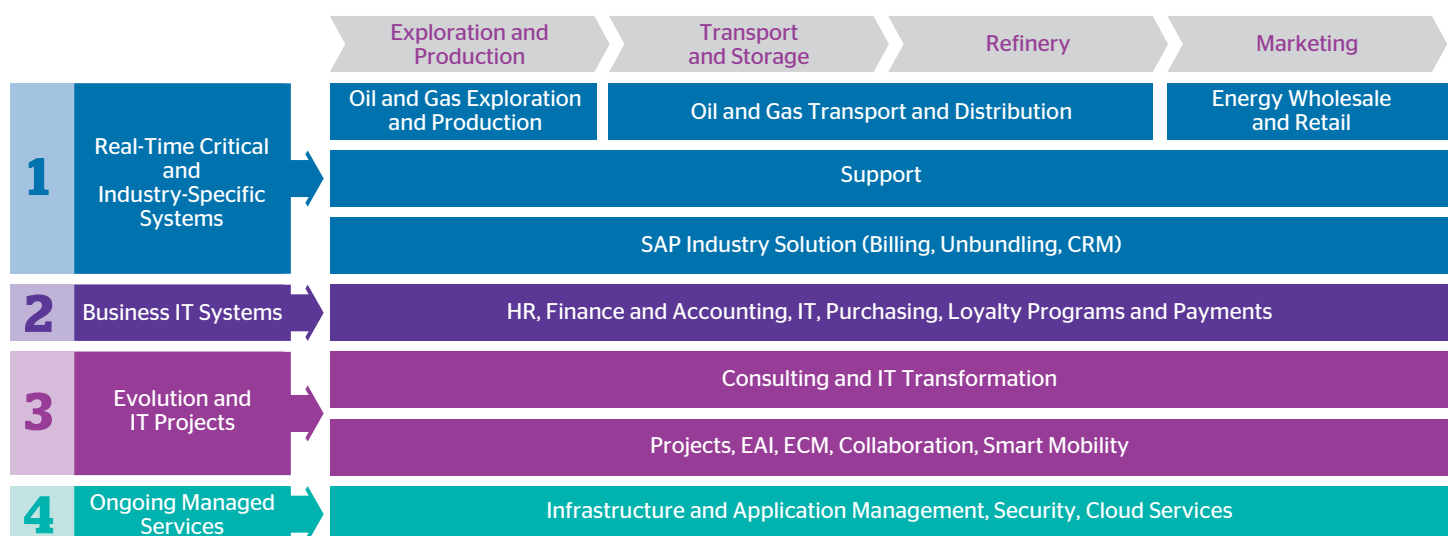 Exploration and
Production
Transport
and Storage
Refinery
Marketing
1
Real-Time Critical
and
Industry-Specific
Systems
Oil and Gas Exploration
and Production
Oil and Gas Transport and Distribution
Energy Wholesale
and Retail
Support
SAP Industry Solution (Billing, Unbundling, CRM)
2
Business IT Systems
HR, Finance and Accounting, IT, Purchasing, Loyalty Programs and Payments
3
Evolution and
IT Projects
Consulting and IT Transformation
Projects, EAI, ECM, Collaboration, Smart Mobility
4
Ongoing Managed
Services
Infrastructure and Application Management, Security, Cloud Services